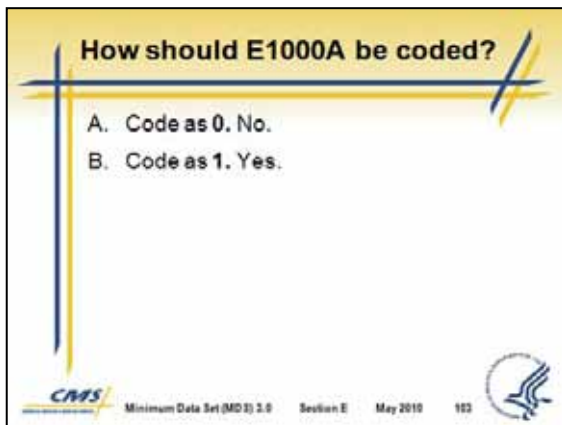 How should E1000A be coded?
A. Code as 0. No.
B. Code as 1. Yes.
CMS
Minimum Data Set (MDS) 3.0 Section E May 2010 103